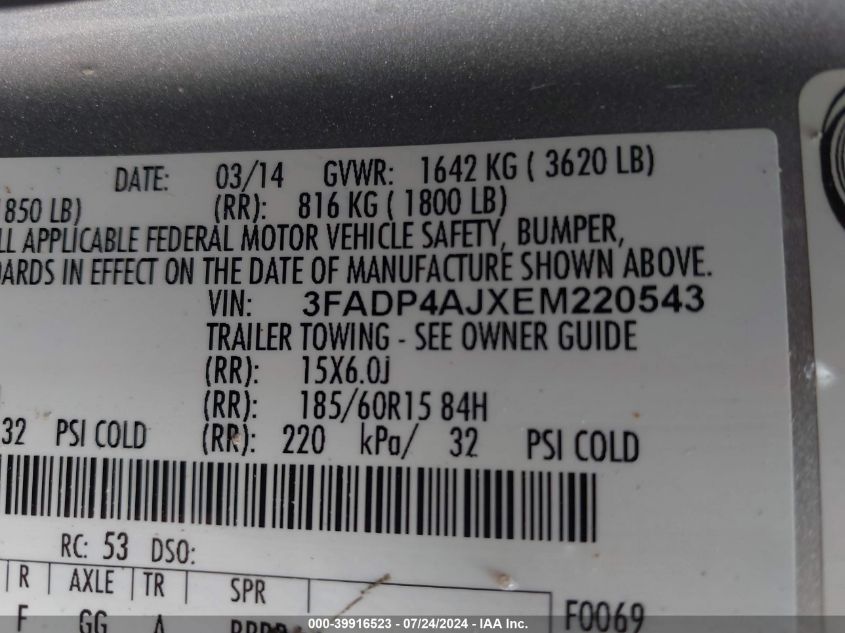 DATE: 03/14 GVWR: 1642 KG ( 3620 LB)
1850 LB) (RR): 816 KG ( 1800 LB)
ALL APPLICABLE FEDERAL MOTOR VEHICLE SAFETY, BUMPER,
IN EFFECT ON THE DATE OF MANUFACTURE SHOWN ABOVE.
VIN: 3FADP4AJXEM220543
TRAILER TOWING - SEE OWNER GUIDE
(RR): 15X6.0J
(RR): 185/60R15 84H
32 PSI COLD (RR): 220 kPa/ 32 PSI COLD
RC: 53 DSO:
R AXLE TR SPR
F GG A F0069
000-39916523 - 07/24/2024 - IAA Inc.